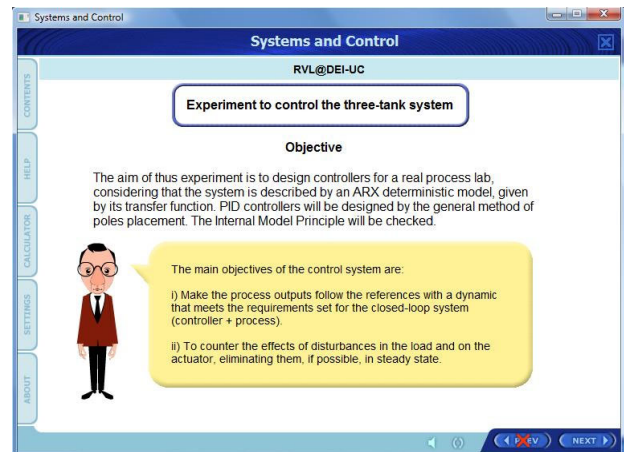 Systems and Control
Systems and Control
RVL@DEI-UC
Experiment to control the three-tank system
Objective
The aim of thus experiment is to design controllers for a real process lab,
considering that the system is described by an ARX deterministic model, given
by its transfer function. PID controllers will be designed by the general method of
poles placement. The Internal Model Principle will be checked.
The main objectives of the control system are:
i) Make the process outputs follow the references with a dynamic
that meets the requirements set for the closed-loop system
(controller + process).
ii) To counter the effects of disturbances in the load and on the
actuator, eliminating them, if possible, in steady state.
CONTENTS
HELP
CALCULATOR
SETTINGS
ABOUT
PREV
NEXT